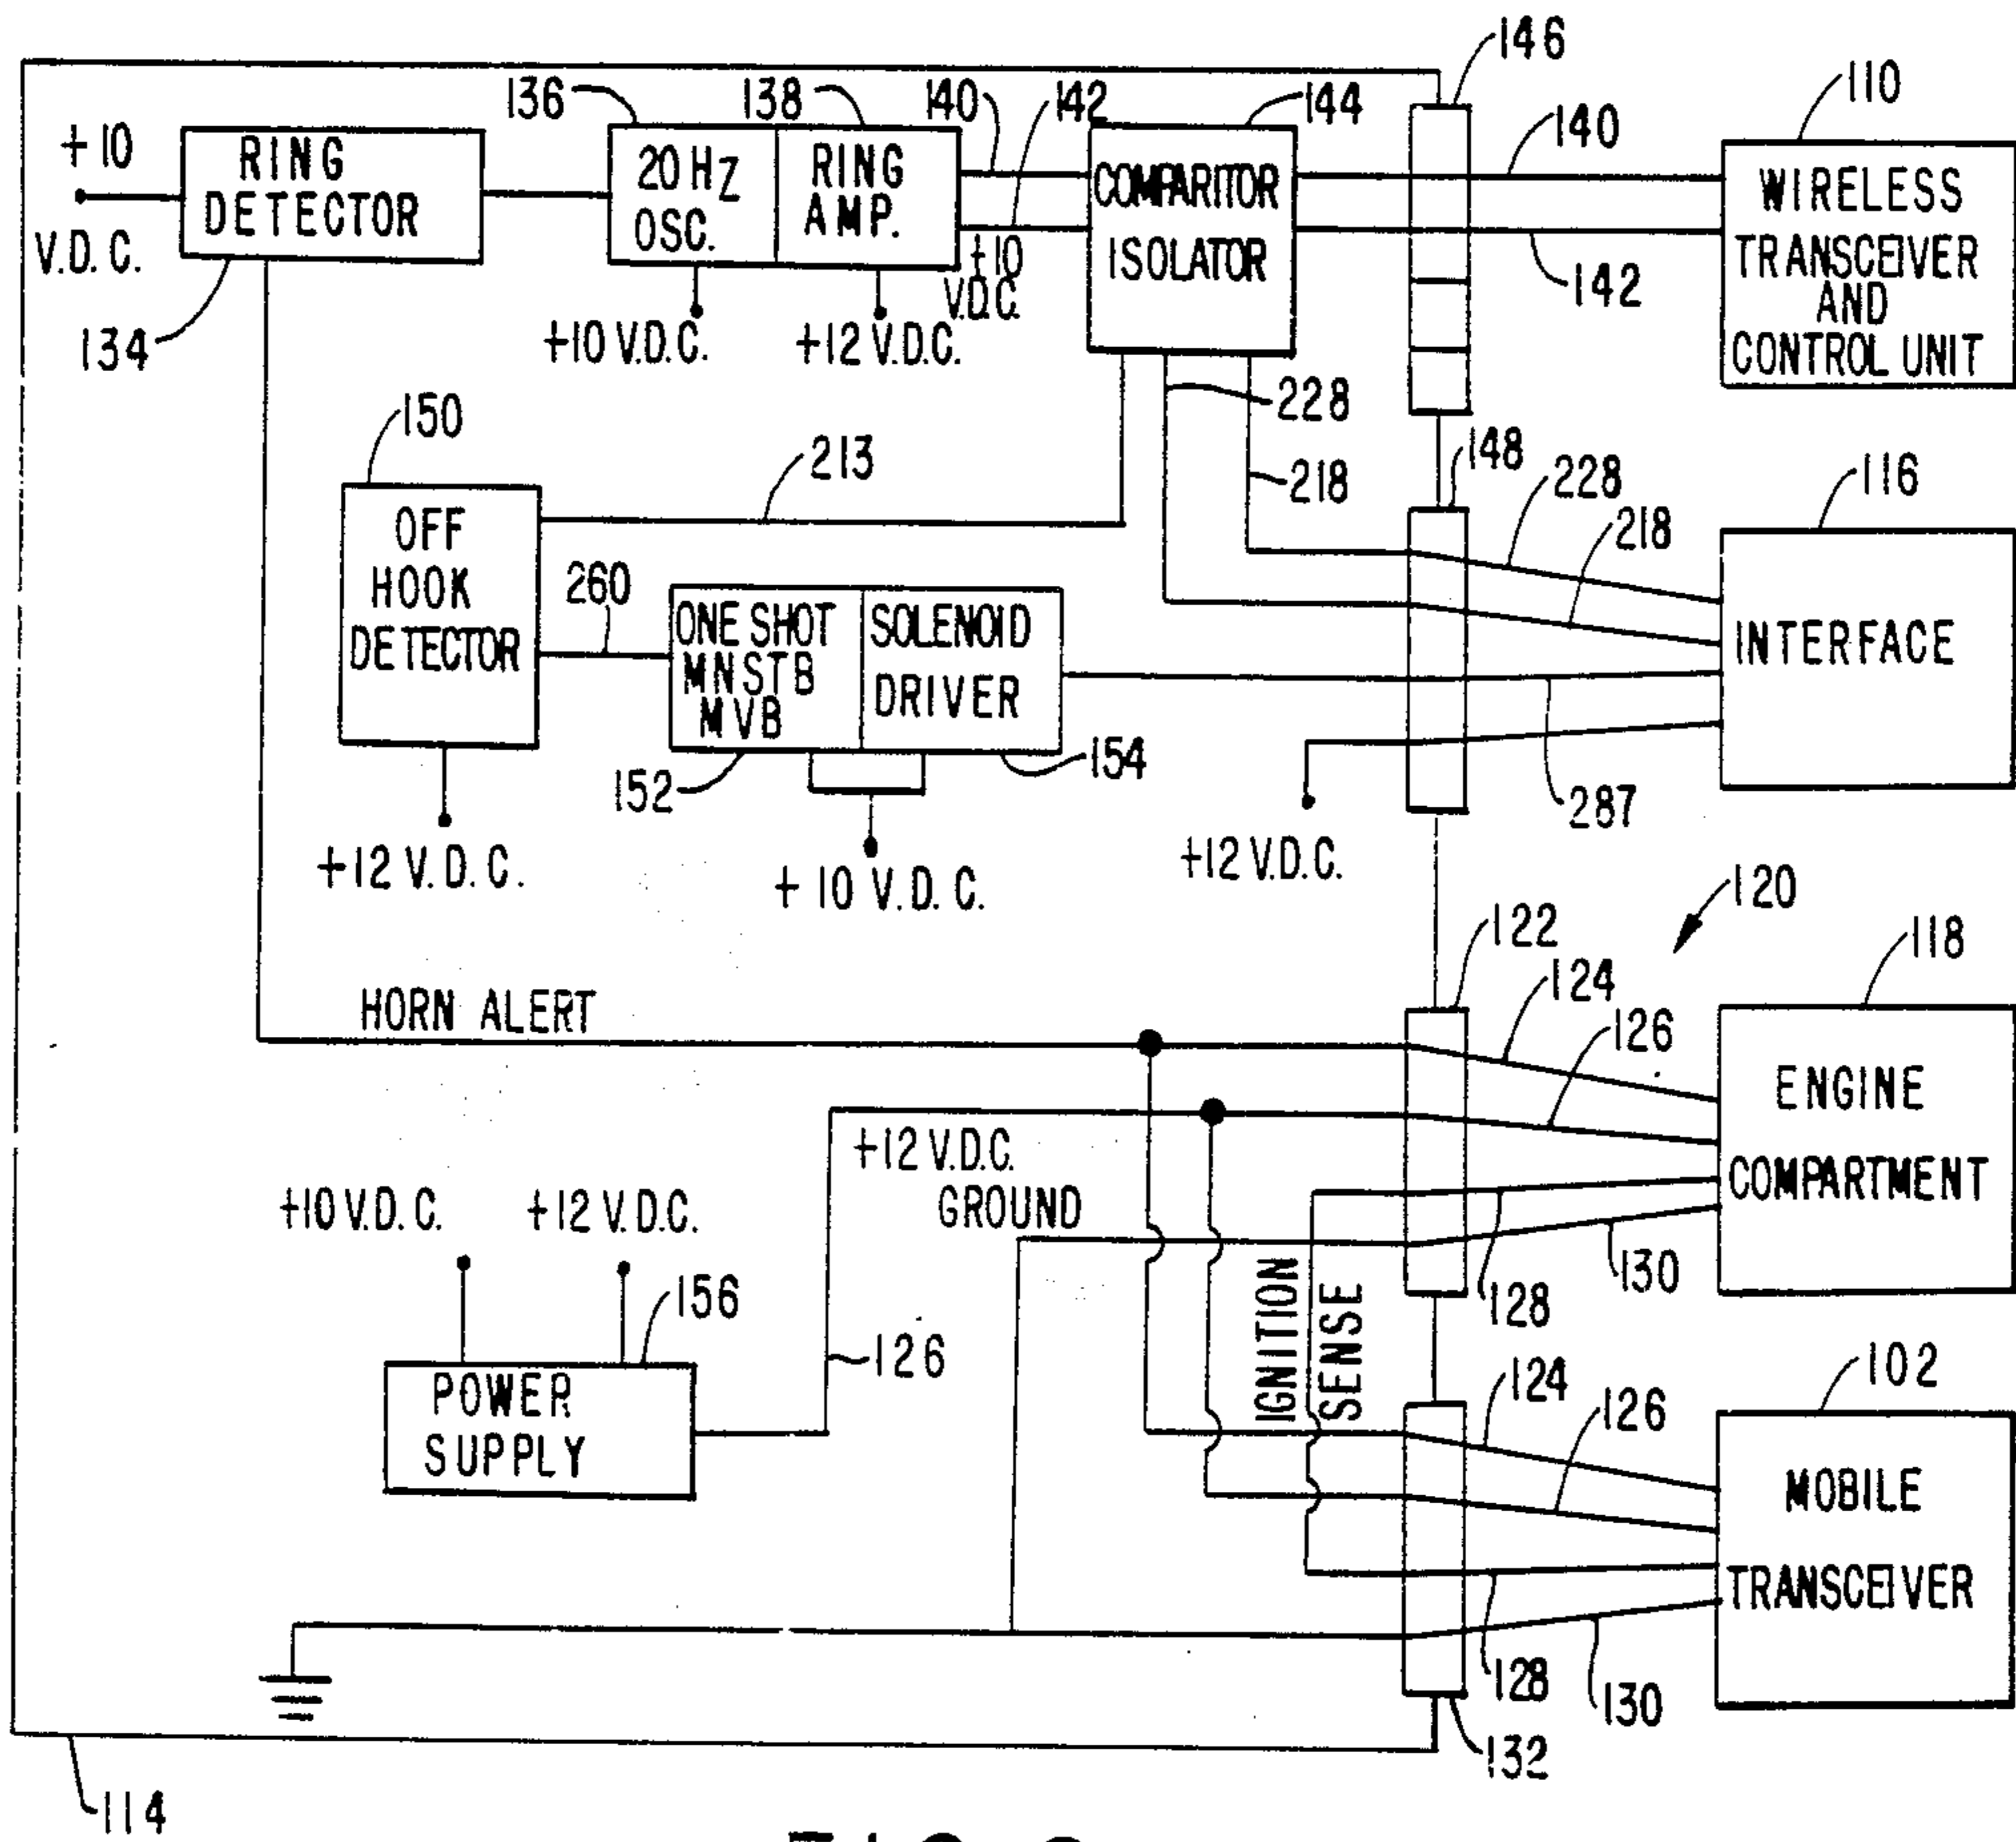 146
136
138
140
142
144
110
+10
V.D.C.
RING
DETECTOR
134
20 HZ
OSC.
RING
AMP.
+10 V.D.C.
+12 V.D.C.
+10
V.D.C.
COMPARITOR
ISOLATOR
140
142
WIRELESS
TRANSCEIVER
AND
CONTROL UNIT
228
218
150
213
148
228
218
116
OFF
HOOK
DETECTOR
260
ONE SHOT
MNSTB
MVB
SOLENOID
DRIVER
152
154
INTERFACE
287
+12 V.D.C.
+10 V.D.C.
+12 V.D.C.
120
122
124
126
118
HORN ALERT
ENGINE
COMPARTMENT
+12 V.D.C.
GROUND
+10 V.D.C.
+12 V.D.C.
156
126
IGNITION
SENSE
128
130
102
POWER
SUPPLY
124
126
MOBILE
TRANSCEIVER
128
130
132
114